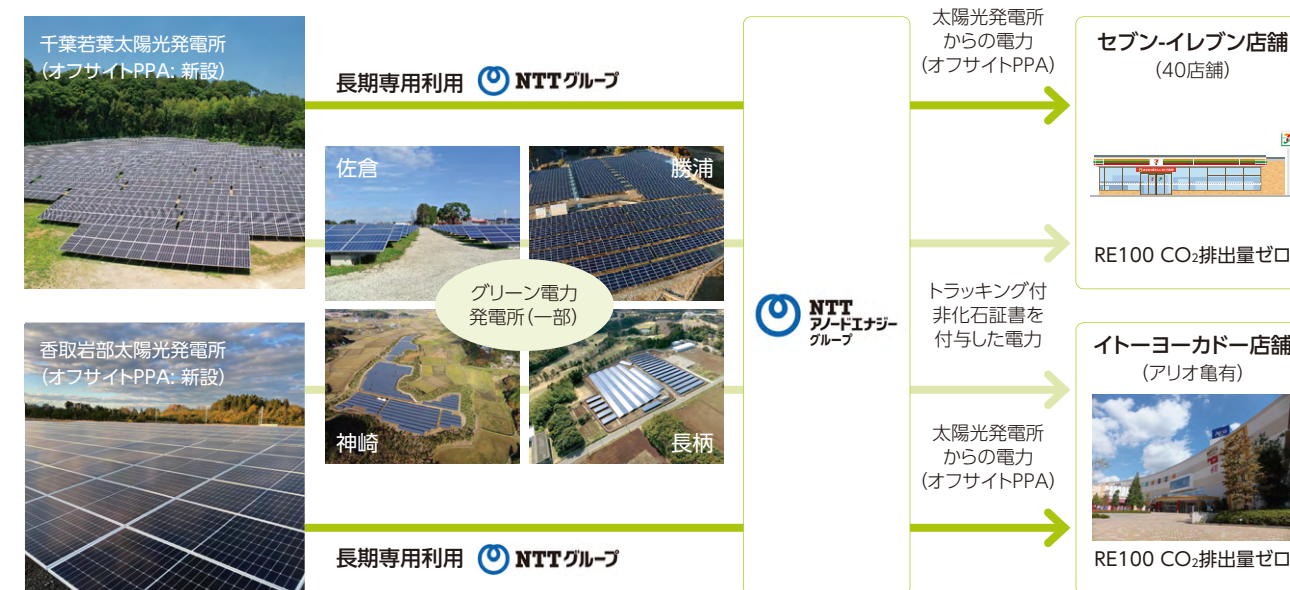 千葉若葉太陽光発電所
(オフサイトPPA: 新設)
長期専用利用 NTTグループ
佐倉
勝浦
グリーン電力
発電所(一部)
神崎
長柄
香取岩部太陽光発電所
(オフサイトPPA: 新設)
長期専用利用 NTTグループ
NTT
アノードエナジー
グループ
太陽光発電所
からの電力
(オフサイトPPA)
トラッキング付
非化石証書を
付与した電力
太陽光発電所
からの電力
(オフサイトPPA)
セブン-イレブン店舗
(40店舗)
RE100 CO₂排出量ゼロ
イトーヨーカドー店舗
(アリオ亀有)
RE100 CO₂排出量ゼロ